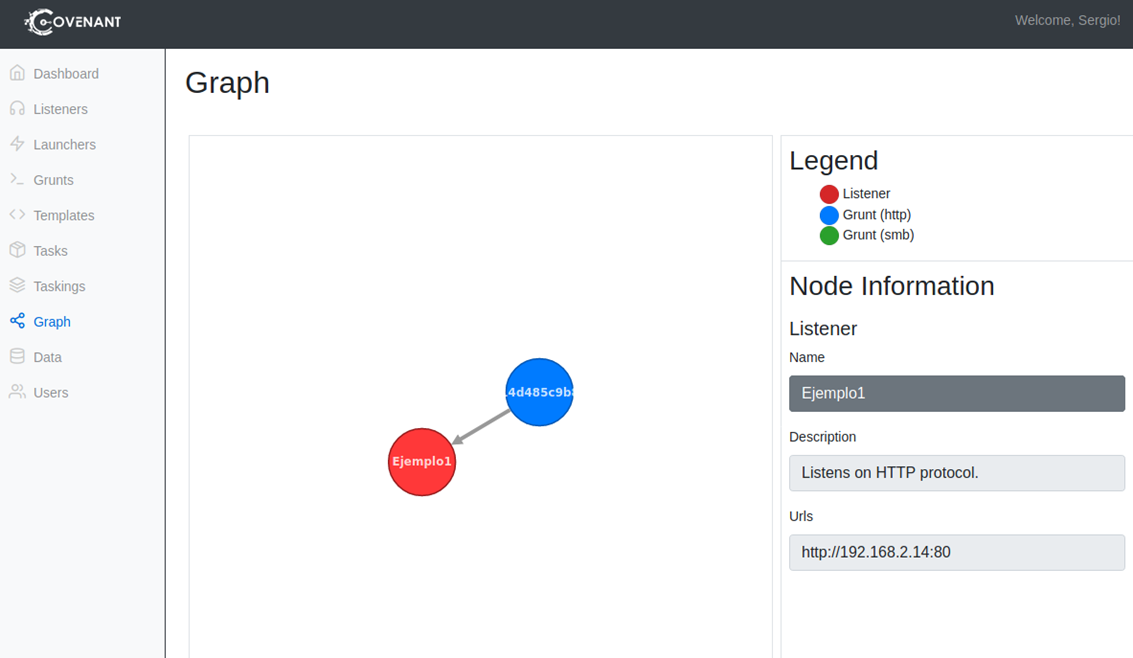 COVENANT
Welcome, Sergio!
Dashboard
Listeners
Launchers
Grunts
Templates
Tasks
Taskings
Graph
Data
Users
Graph
4d485c9b
Ejemplo1
Legend
Listener
Grunt (http)
Grunt (smb)
Node Information
Listener
Name
Ejemplo1
Description
Listens on HTTP protocol.
Urls
http://192.168.2.14:80